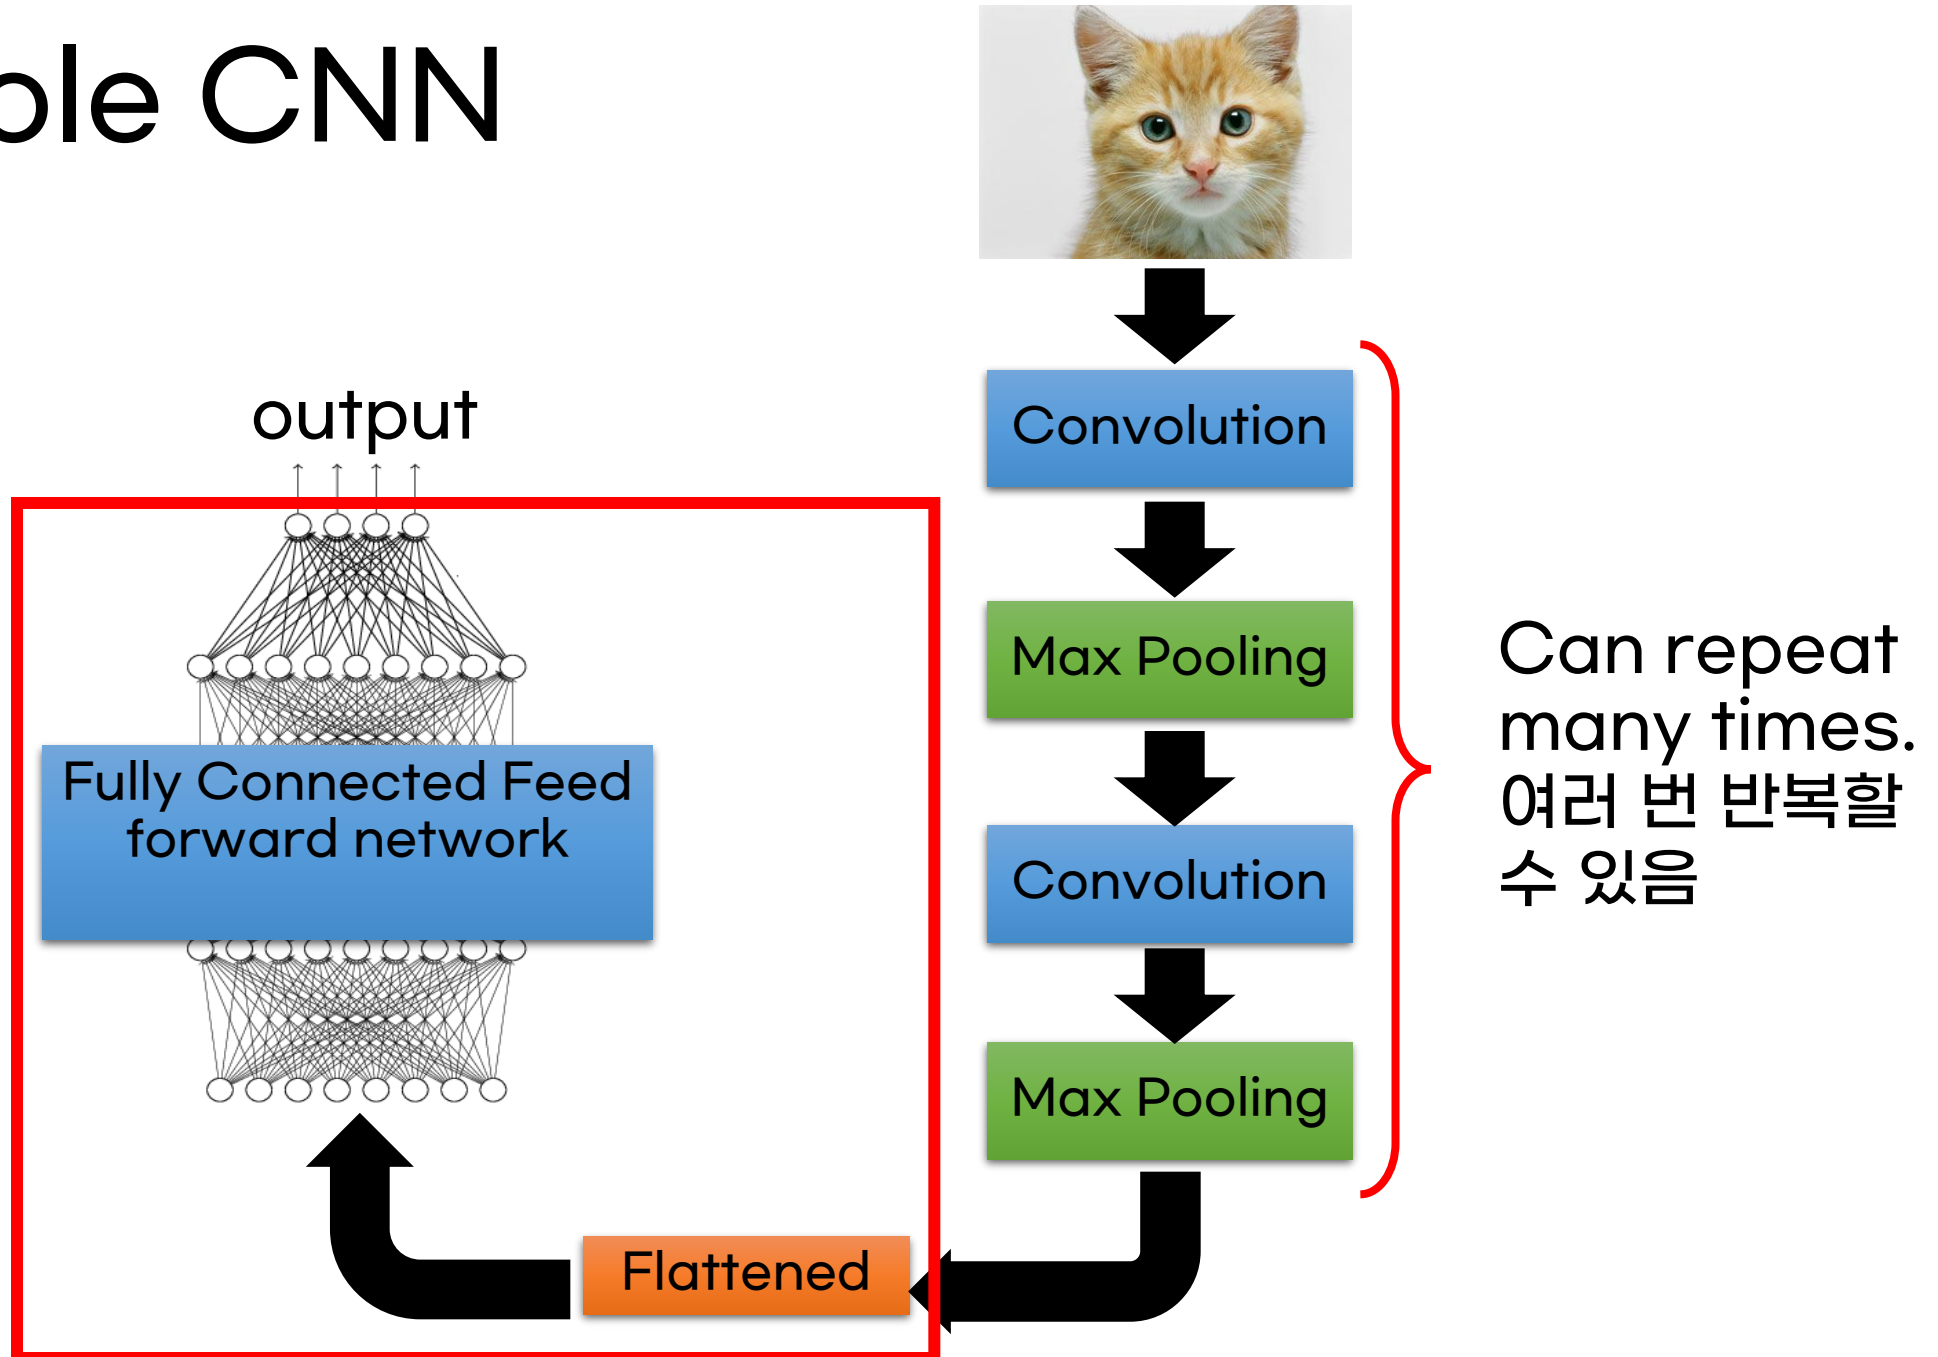 ple CNN
output
Convolution
Max Pooling
Convolution
Max Pooling
Can repeat
many times.
여러 번 반복할
수 있음
Fully Connected Feed
forward network
Flattened